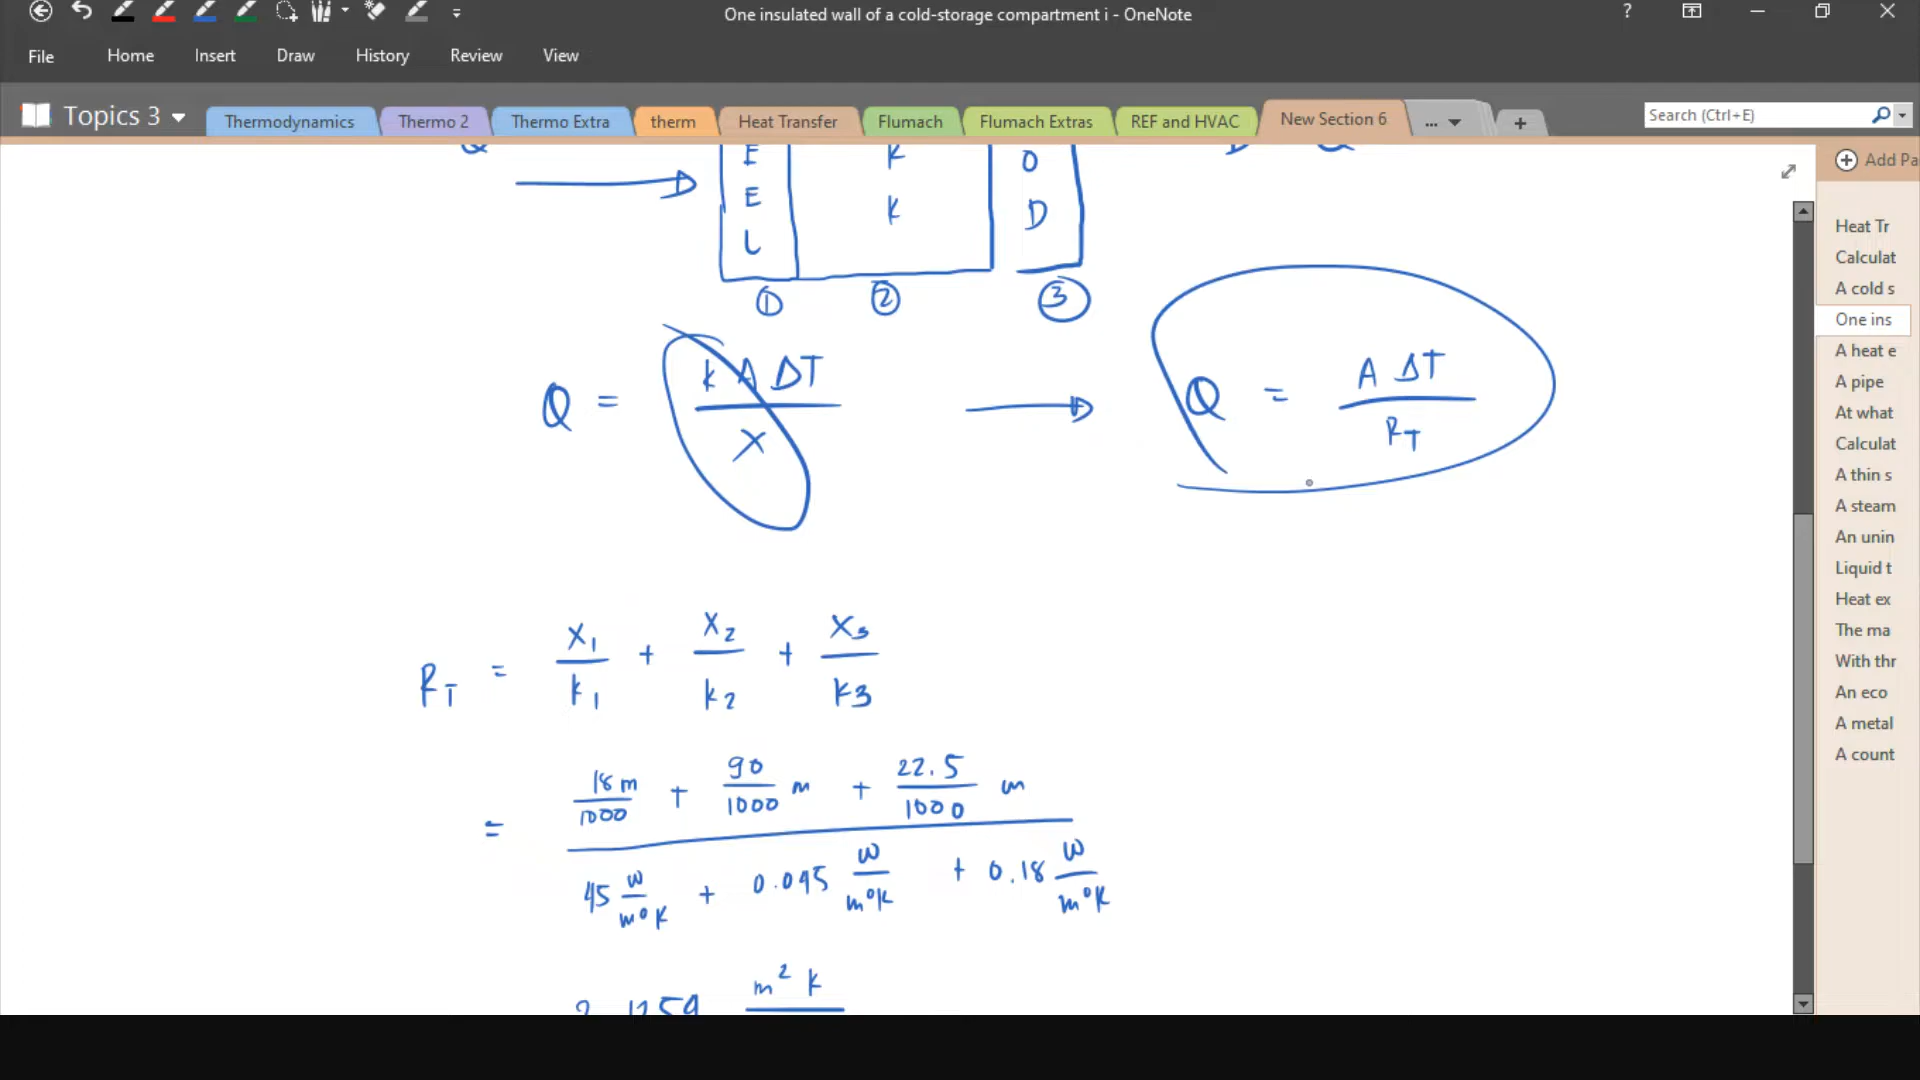 One insulated wall of a cold-storage compartment i - OneNote
?
File Home Insert Draw History Review View
Topics 3
Thermodynamics Thermo 2 Thermo Extra therm Heat Transfer Flumach Flumach Extras REF and HVAC New Section 6 ... +
Search (Ctrl+E)
Add Pa
Heat Tr
Calculat
A cold s
One ins
A heat e
A pipe
At what
Calculat
A thin s
A steam
An unin
Liquid t
Heat ex
The ma
With thr
An eco
A metal
A count
E R O
E K D
L
① ② ③
Q = k A ΔT / X → Q = A ΔT / RT
RT = X1/k1 + X2/k2 + X3/k3
= 18 m/1000 + 90/1000 m + 22.5/1000 m
45 W/m°K + 0.045 W/m°K + 0.18 W/m°K
m² K